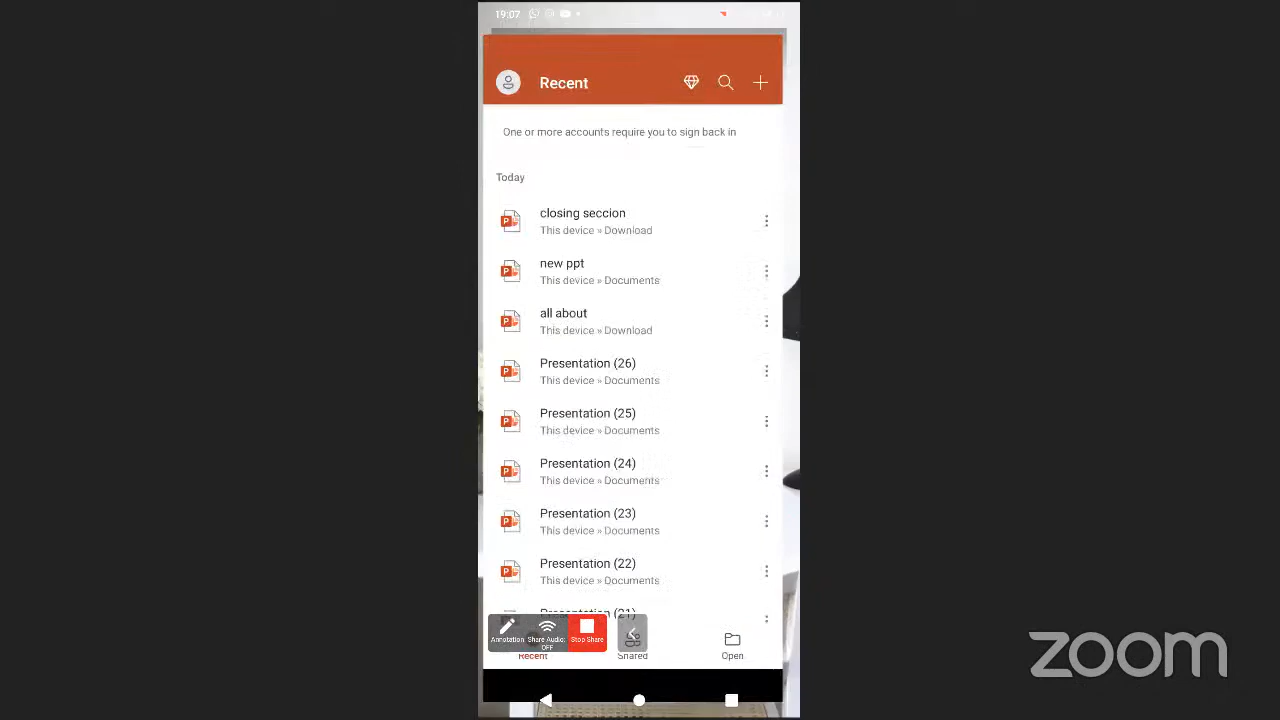 19:07
Recent
One or more accounts require you to sign back in
Today
closing seccion
This device » Download
new ppt
This device » Documents
all about
This device » Download
Presentation (26)
This device » Documents
Presentation (25)
This device » Documents
Presentation (24)
This device » Documents
Presentation (23)
This device » Documents
Presentation (22)
This device » Documents
Presentation (21)
Annotation
Share Audio: OFF
Stop Share
Recent
Shared
Open
zoom